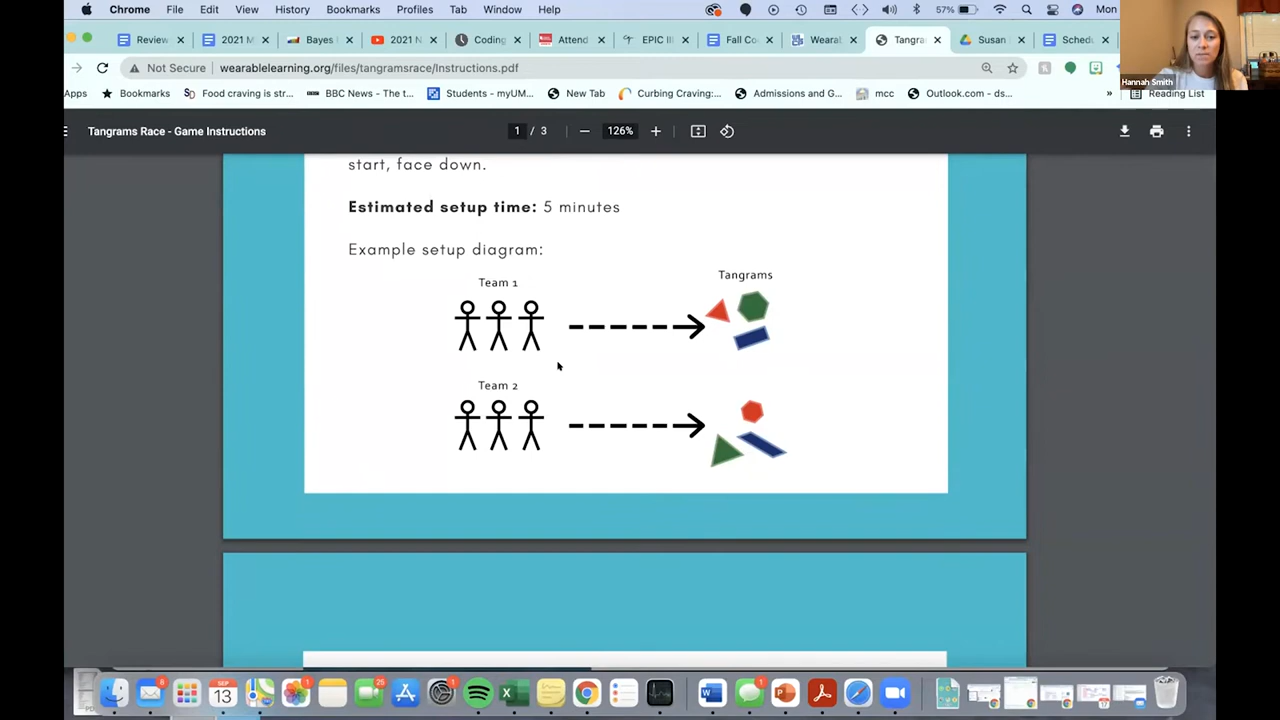 Chrome File Edit View History Bookmarks Profiles Tab Window Help 57% Mon
Review 2021 M Bayes 2021 N Coding Attend EPIC III Fall Co Wearabl Tangra Susan Schedu
Not Secure wearablelearning.org/files/tangramsrace/Instructions.pdf
Hannah Smith
Apps Bookmarks Food craving is str... BBC News - The t... Students - myUM... New Tab Curbing Craving:... Admissions and G... mcc Outlook.com - ds... » Reading List
Tangrams Race - Game Instructions 1 / 3 126%
start, face down.
Estimated setup time: 5 minutes
Example setup diagram:
Tangrams
Team 1
Team 2
SEP
13